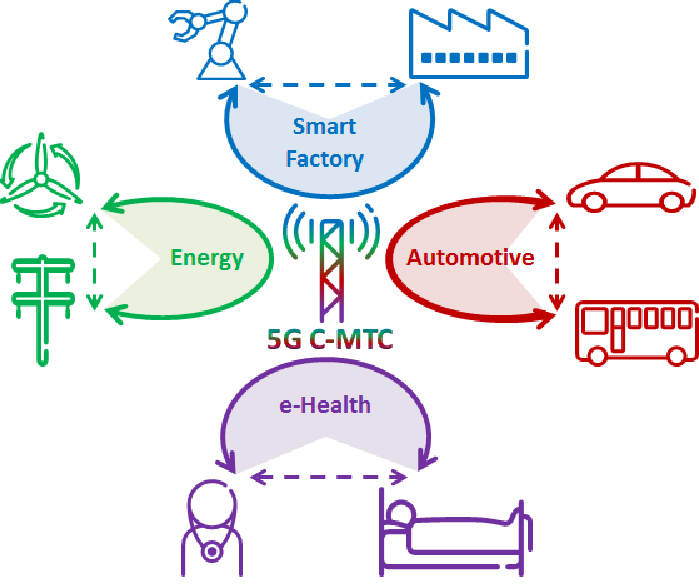 Smart
Factory
Energy
Automotive
5G C-MTC
e-Health